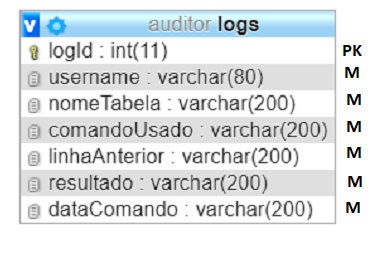 V auditor logs
logId : int(11) PK
username : varchar(80) M
nomeTabela : varchar(200) M
comandoUsado : varchar(200) M
linhaAnterior : varchar(200) M
resultado : varchar(200) M
dataComando : varchar(200) M